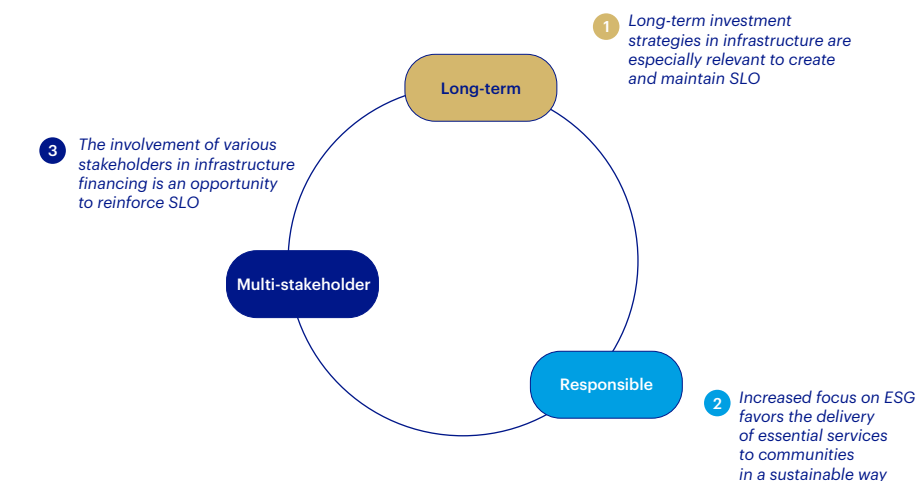 1
Long-term investment
strategies in infrastructure are
especially relevant to create
and maintain SLO
Long-term
3
The involvement of various
stakeholders in infrastructure
financing is an opportunity
to reinforce SLO
Multi-stakeholder
Responsible
2
Increased focus on ESG
favors the delivery
of essential services
to communities
in a sustainable way